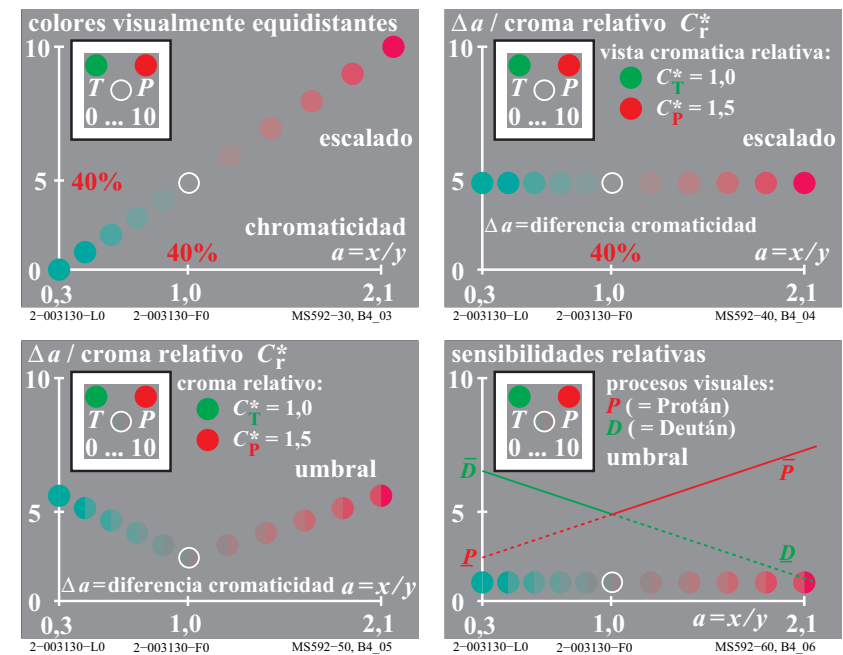 colores visualmente equidistantes
10
T P
0 ... 10
escalado
5
40%
chromaticidad
40%
a=x/y
0
0,3 1,0 2,1
2−003130−L0 2−003130−F0 MS592−30, B4_03
Δa / croma relativo C*r
10
vista cromatica relativa:
C*T = 1,0
T P
0 ... 10
C*P = 1,5
escalado
5
Δa=diferencia cromaticidad
40%
a=x/y
0
0,3 1,0 2,1
2−003130−L0 2−003130−F0 MS592−40, B4_04
Δa / croma relativo C*r
10
croma relativo:
C*T = 1,0
T P
0 ... 10
C*P = 1,5
umbral
5
Δa=diferencia cromaticidad a=x/y
0
0,3 1,0 2,1
2−003130−L0 2−003130−F0 MS592−50, B4_05
sensibilidades relativas
10
procesos visuales:
P ( = Protán)
T P
D ( = Deután)
0 ... 10
umbral
D̅ P̅
5
P̲ D̲
0
a=x/y
0,3 1,0 2,1
2−003130−L0 2−003130−F0 MS592−60, B4_06